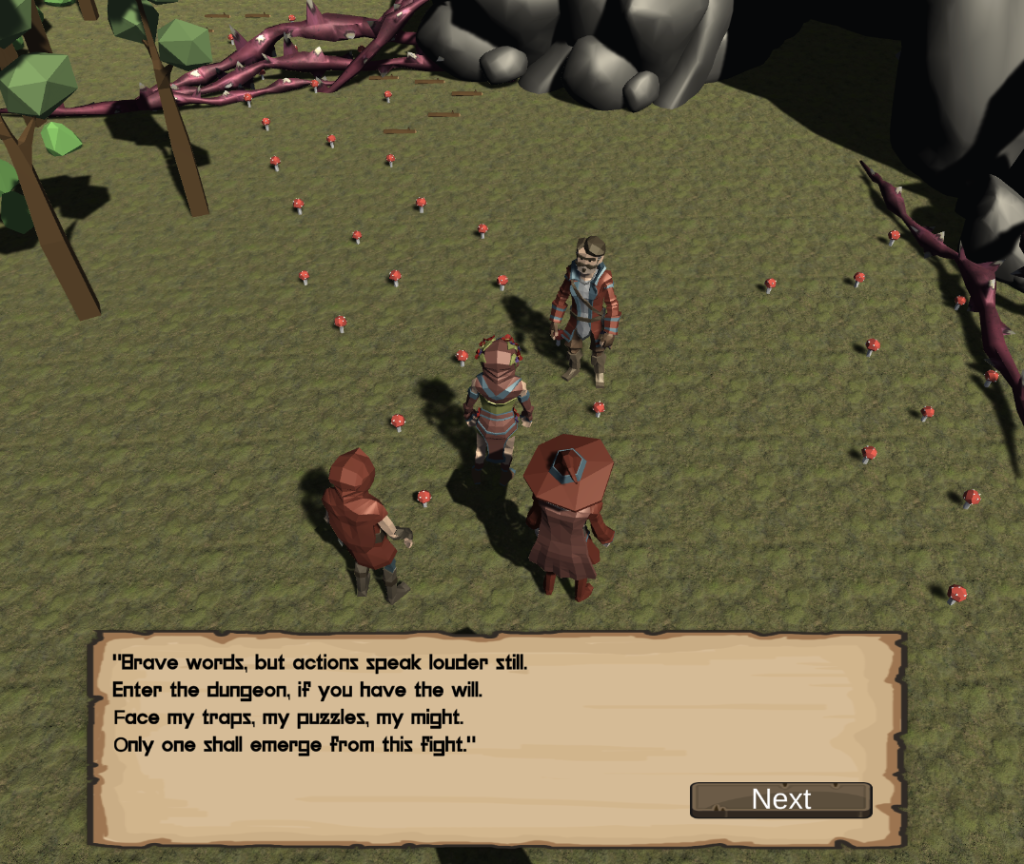 "Brave words, but actions speak louder still.
Enter the dungeon, if you have the will.
Face my traps, my puzzles, my might.
Only one shall emerge from this fight."
Next